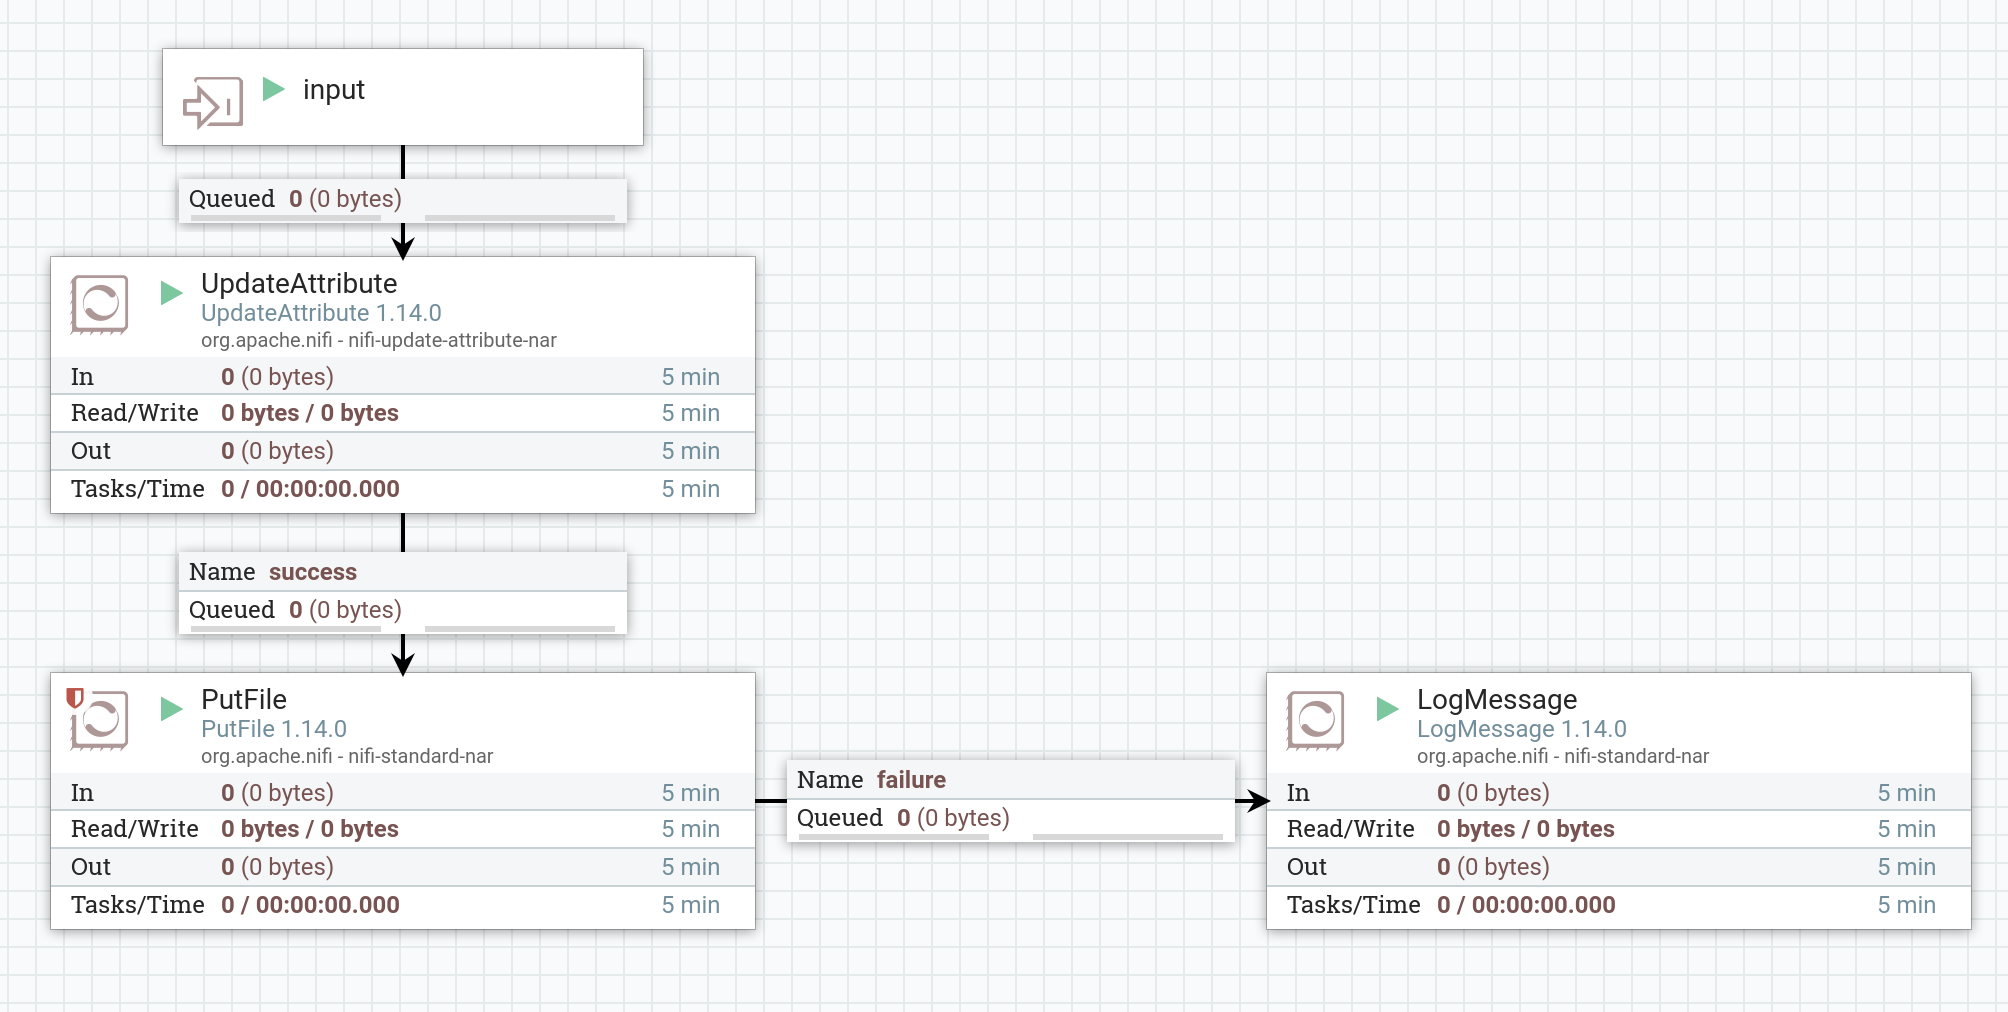 input
Queued 0 (0 bytes)
UpdateAttribute
UpdateAttribute 1.14.0
org.apache.nifi - nifi-update-attribute-nar
In 0 (0 bytes) 5 min
Read/Write 0 bytes / 0 bytes 5 min
Out 0 (0 bytes) 5 min
Tasks/Time 0 / 00:00:00.000 5 min
Name success
Queued 0 (0 bytes)
PutFile
PutFile 1.14.0
org.apache.nifi - nifi-standard-nar
In 0 (0 bytes) 5 min
Read/Write 0 bytes / 0 bytes 5 min
Out 0 (0 bytes) 5 min
Tasks/Time 0 / 00:00:00.000 5 min
Name failure
Queued 0 (0 bytes)
LogMessage
LogMessage 1.14.0
org.apache.nifi - nifi-standard-nar
In 0 (0 bytes) 5 min
Read/Write 0 bytes / 0 bytes 5 min
Out 0 (0 bytes) 5 min
Tasks/Time 0 / 00:00:00.000 5 min